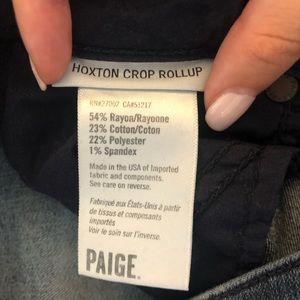 HOXTON CROP ROLLUP
RN#27002 CA#51217
54% Rayon/Rayonne
23% Cotton/Coton
22% Polyester
1% Spandex
Made in the USA of Imported
fabric and components.
See care on reverse.
Fabriqué aux États-Unis à partir
de tissus et composants
importés
Voir le soin sur l'inverse.
PAIGE